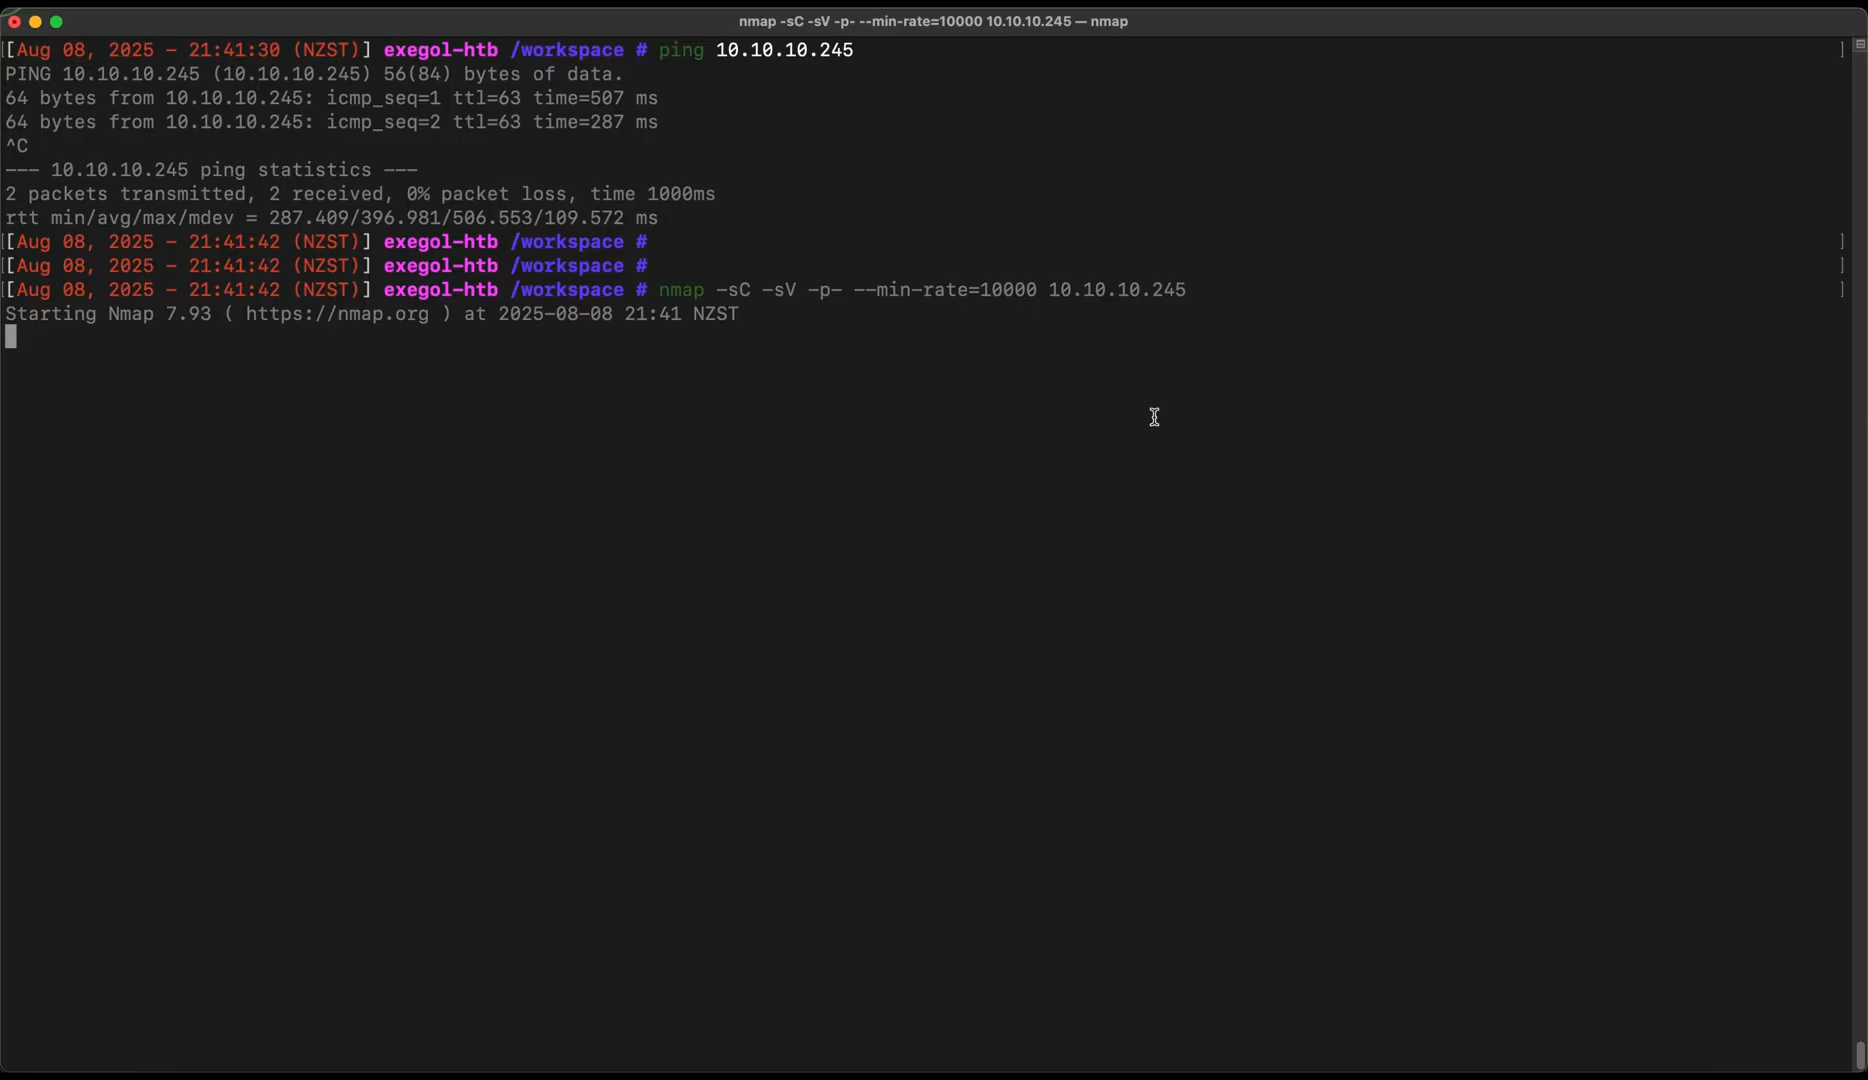 nmap -sC -sV -p- --min-rate=10000 10.10.10.245 — nmap
[[Aug 08, 2025 - 21:41:30 (NZST)] exegol-htb /workspace # ping 10.10.10.245 ]
PING 10.10.10.245 (10.10.10.245) 56(84) bytes of data.
64 bytes from 10.10.10.245: icmp_seq=1 ttl=63 time=507 ms
64 bytes from 10.10.10.245: icmp_seq=2 ttl=63 time=287 ms
^C
--- 10.10.10.245 ping statistics ---
2 packets transmitted, 2 received, 0% packet loss, time 1000ms
rtt min/avg/max/mdev = 287.409/396.981/506.553/109.572 ms
[[Aug 08, 2025 - 21:41:42 (NZST)] exegol-htb /workspace # ]
[[Aug 08, 2025 - 21:41:42 (NZST)] exegol-htb /workspace # ]
[[Aug 08, 2025 - 21:41:42 (NZST)] exegol-htb /workspace # nmap -sC -sV -p- --min-rate=10000 10.10.10.245 ]
Starting Nmap 7.93 ( https://nmap.org ) at 2025-08-08 21:41 NZST